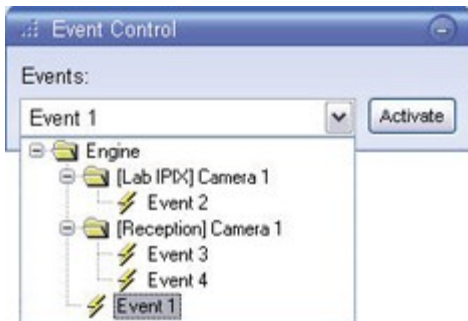 Event Control
Events:
Event 1
Activate
Engine
[Lab IPIX] Camera 1
Event 2
[Reception] Camera 1
Event 3
Event 4
Event 1